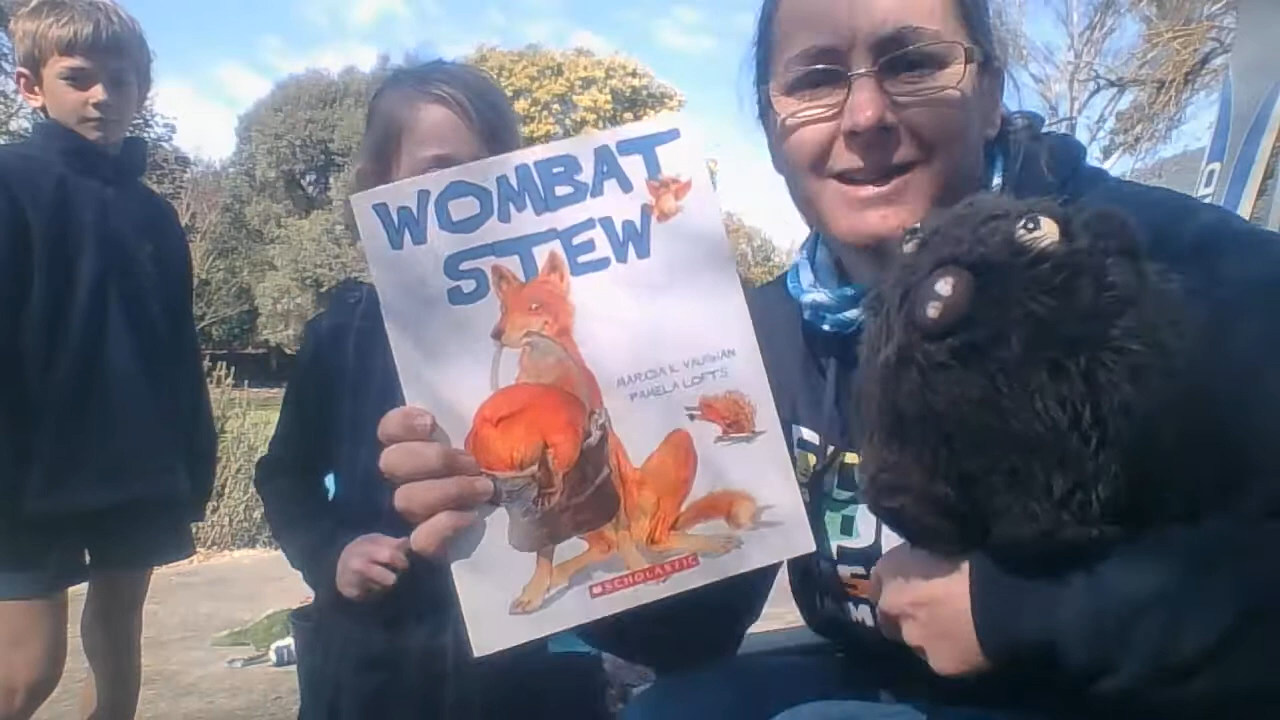 WOMBAT
STEW
MARCIA K. VAUGHAN
PAMELA LOFTS
SCHOLASTIC